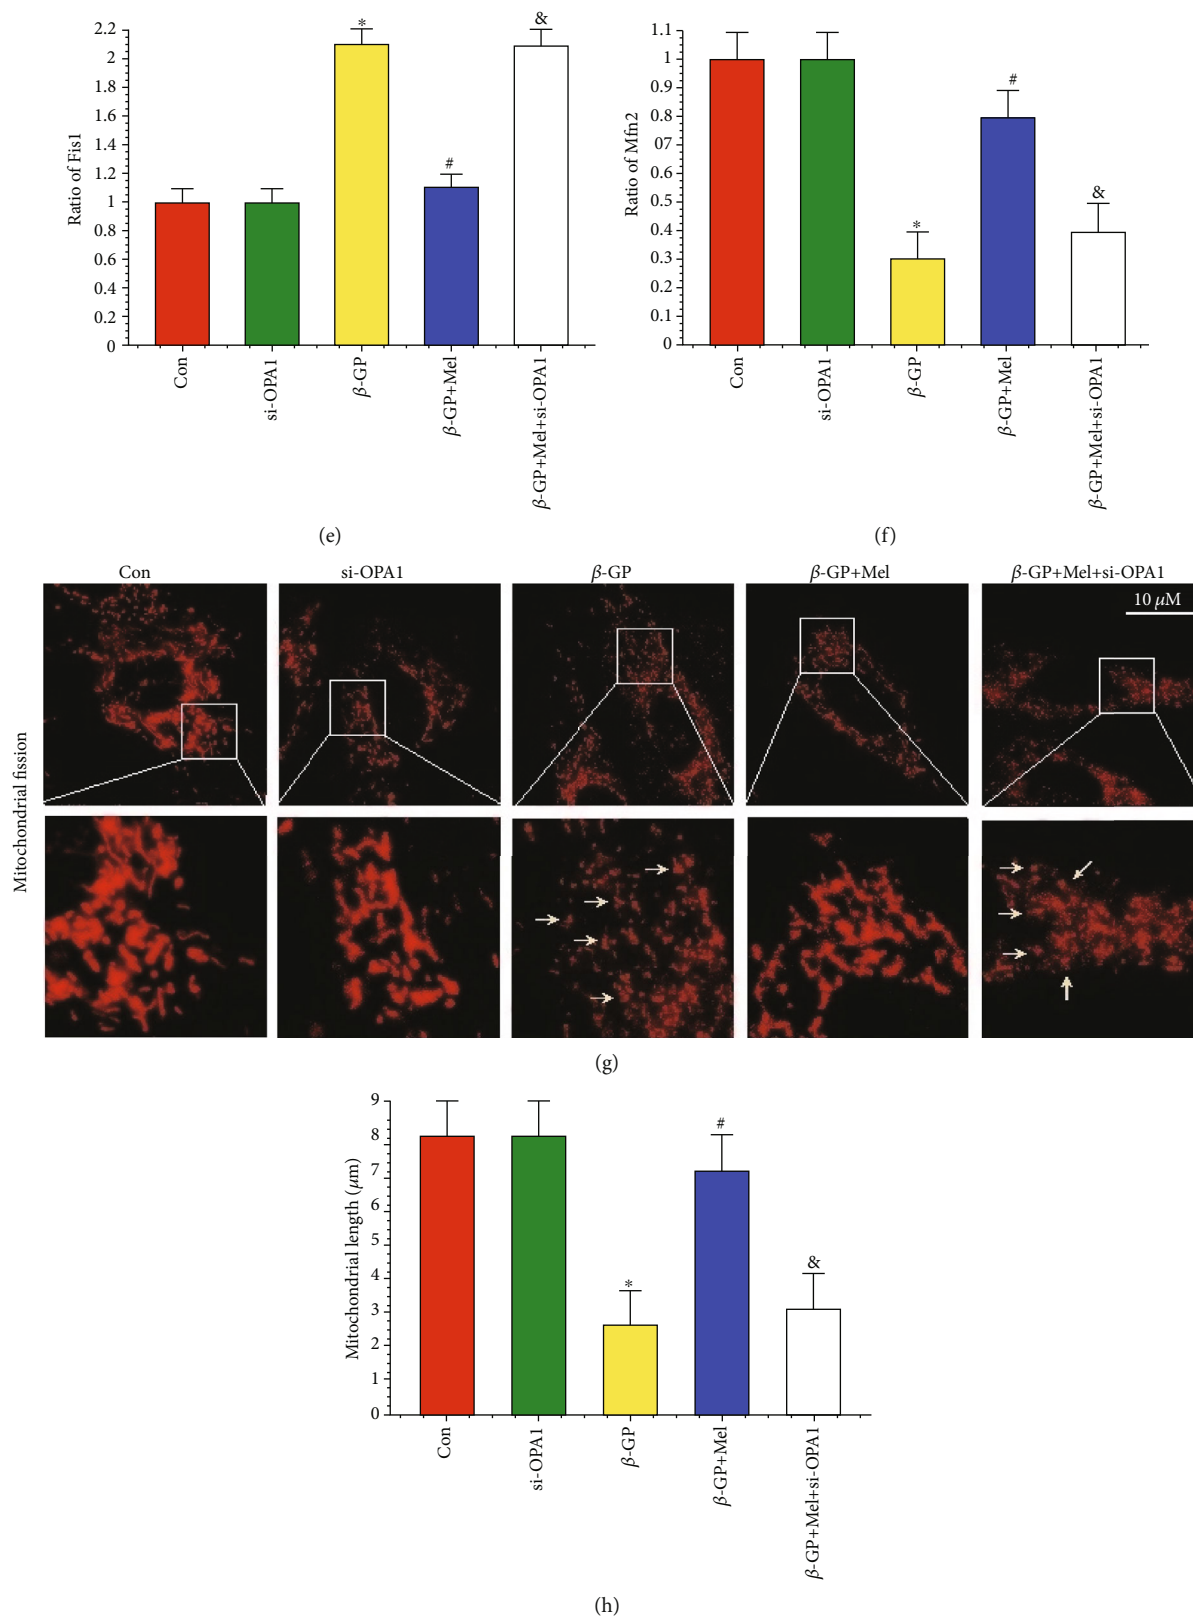 2.2
2
1.8
1.6
1.4
1.2
1
0.8
0.6
0.4
0.2
0
Ratio of Fis1
*
#
&
Con
si-OPA1
β-GP
β-GP+Mel
β-GP+Mel+si-OPA1
(e)
1.1
1
0.9
0.8
07
0.6
0.5
0.4
0.3
0.2
0.1
0
Ratio of Mfn2
*
#
&
Con
si-OPA1
β-GP
β-GP+Mel
β-GP+Mel+si-OPA1
(f)
Con
si-OPA1
β-GP
β-GP+Mel
β-GP+Mel+si-OPA1
10 μM
Mitochondrial fission
(g)
9
8
7
6
5
4
3
2
1
0
Mitochondrial length (μm)
*
#
&
Con
si-OPA1
β-GP
β-GP+Mel
β-GP+Mel+si-OPA1
(h)